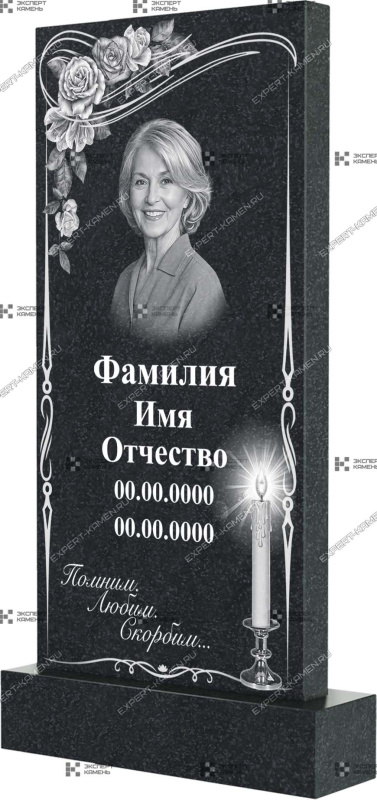 Фамилия
Имя
Отчество
00.00.0000
00.00.0000
Помним.
Любим.
Скорбим...
ЭКСПЕРТ
КАМЕНЬ
EXPERT-KAMEN.RU